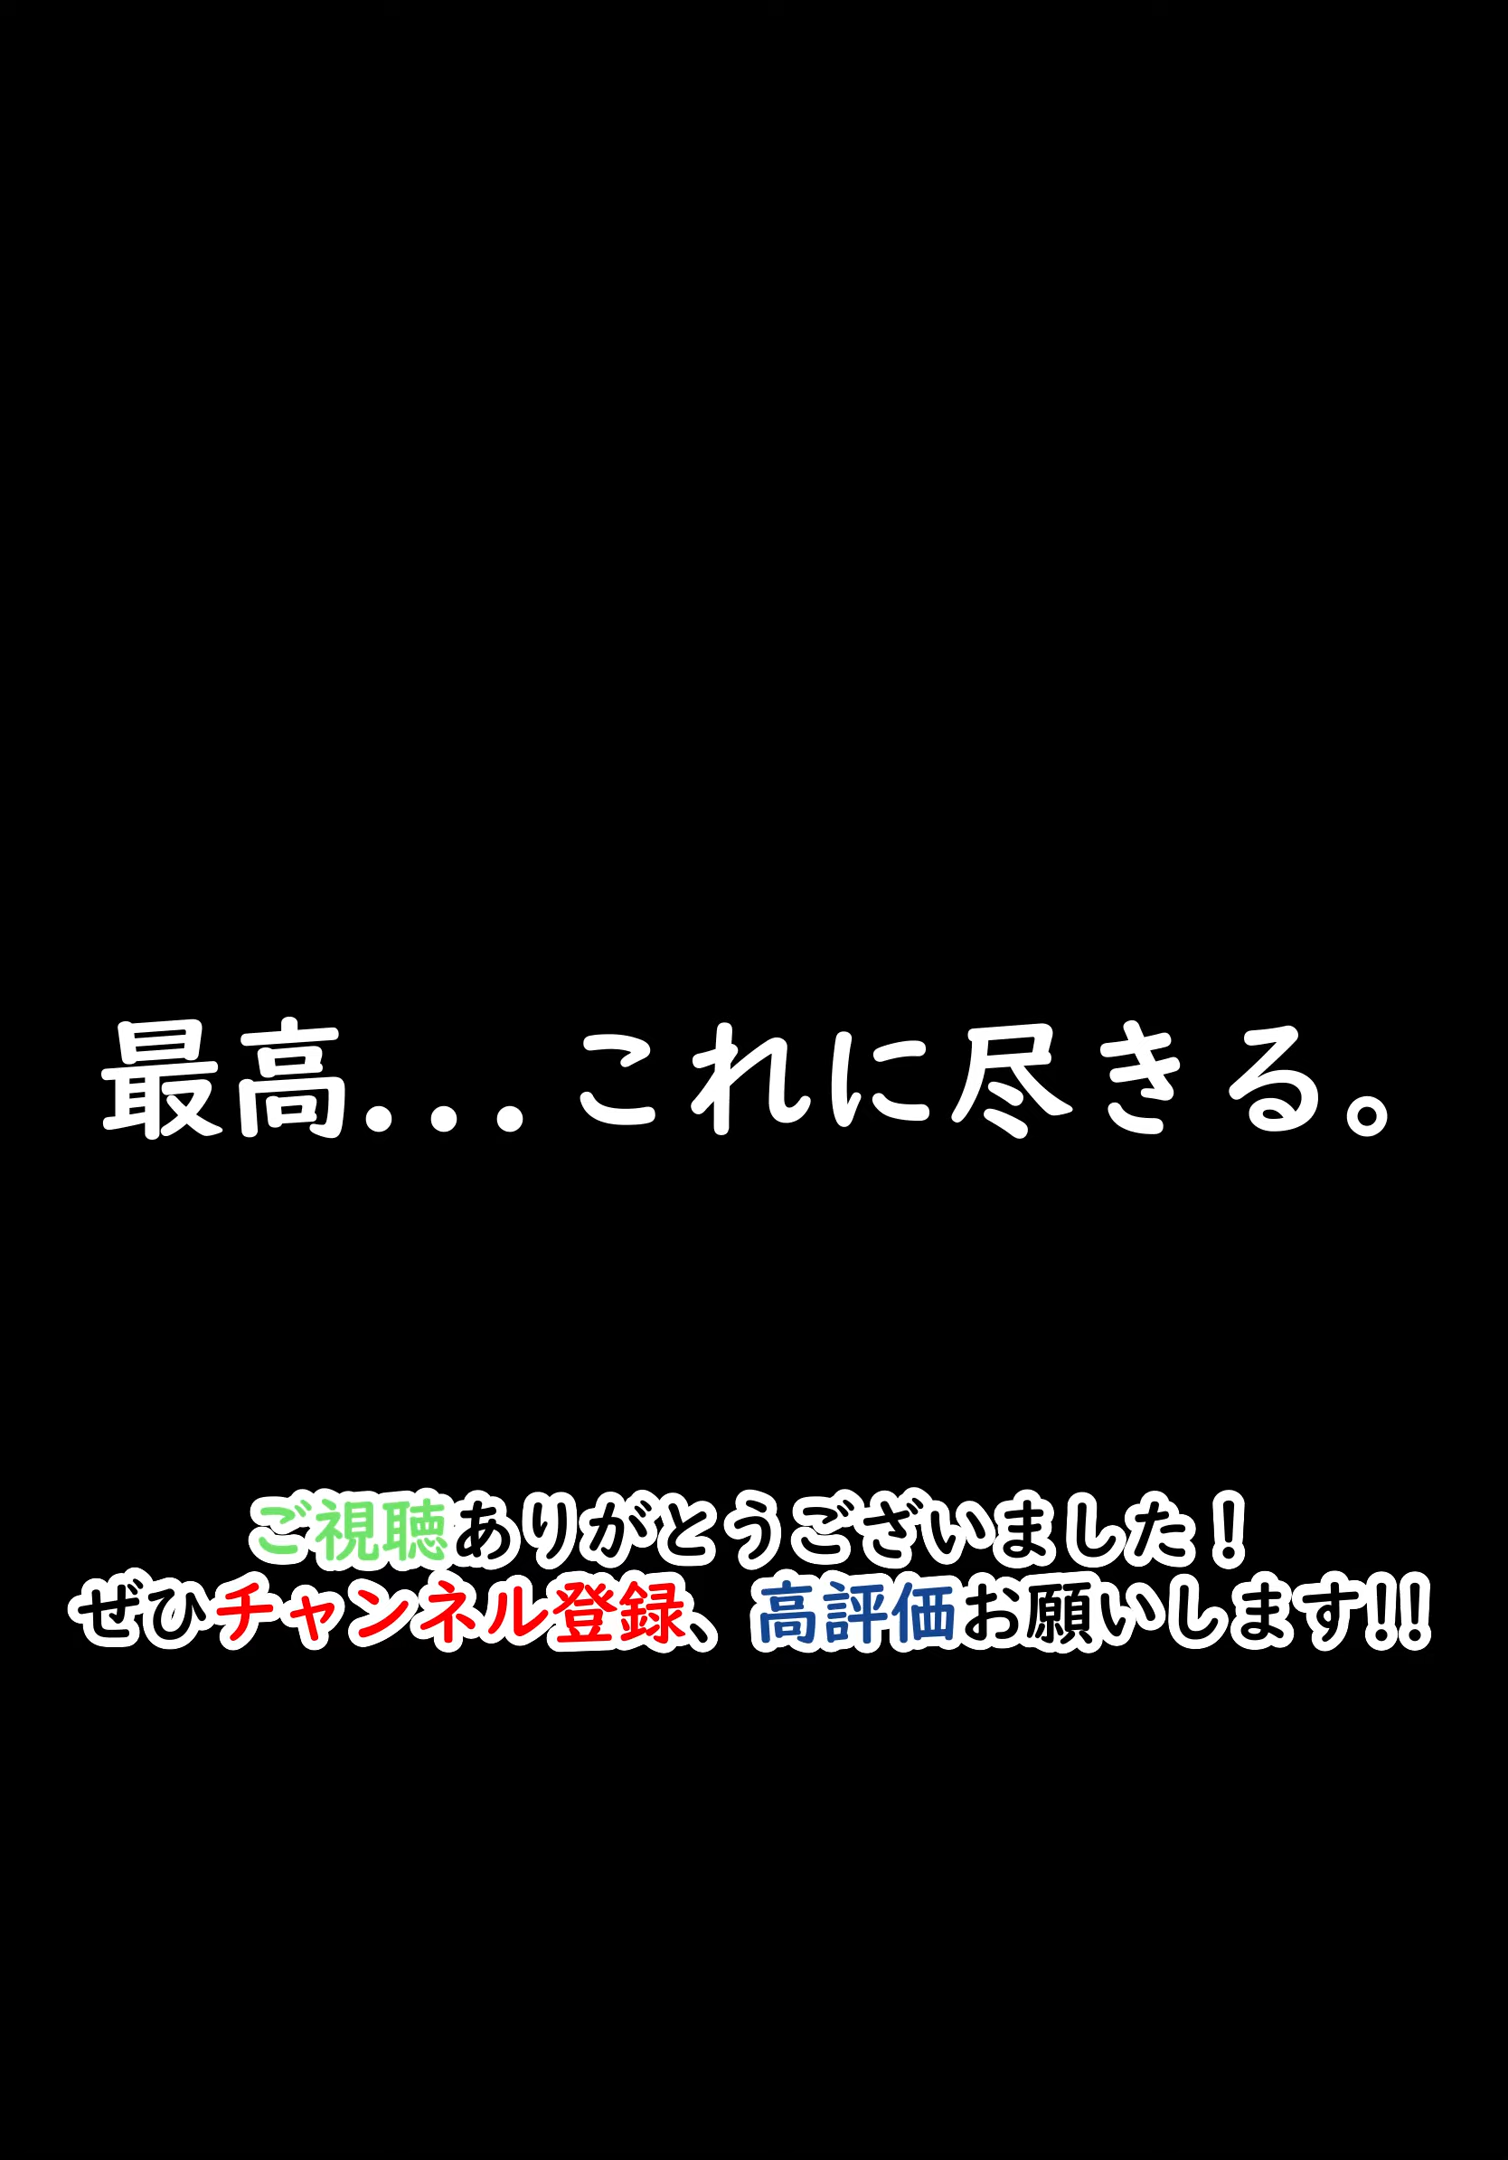 最高...これに尽きる。
ご視聴ありがとうございました！
ぜひチャンネル登録、高評価お願いします!!